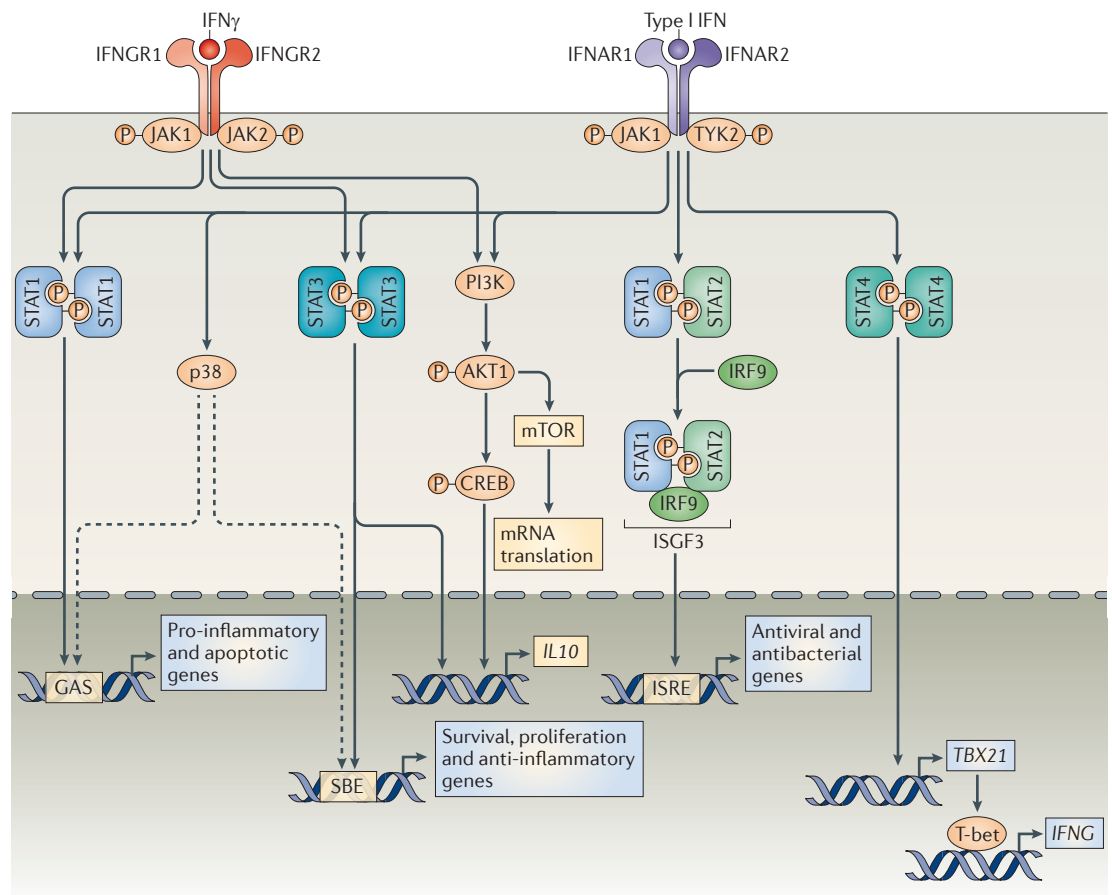 IFNγ
IFNGR1
IFNGR2
Type I IFN
IFNAR1
IFNAR2
P
JAK1
JAK2
P
P
JAK1
TYK2
P
STAT1
P
P
STAT1
STAT3
P
P
STAT3
PI3K
STAT1
P
P
STAT2
STAT4
P
P
STAT4
p38
P
AKT1
IRF9
mTOR
STAT1
P
P
STAT2
P
CREB
IRF9
mRNA
translation
ISGF3
Pro-inflammatory
and apoptotic
genes
GAS
IL10
Antiviral and
antibacterial
genes
ISRE
Survival, proliferation
and anti-inflammatory
genes
SBE
TBX21
T-bet
IFNG